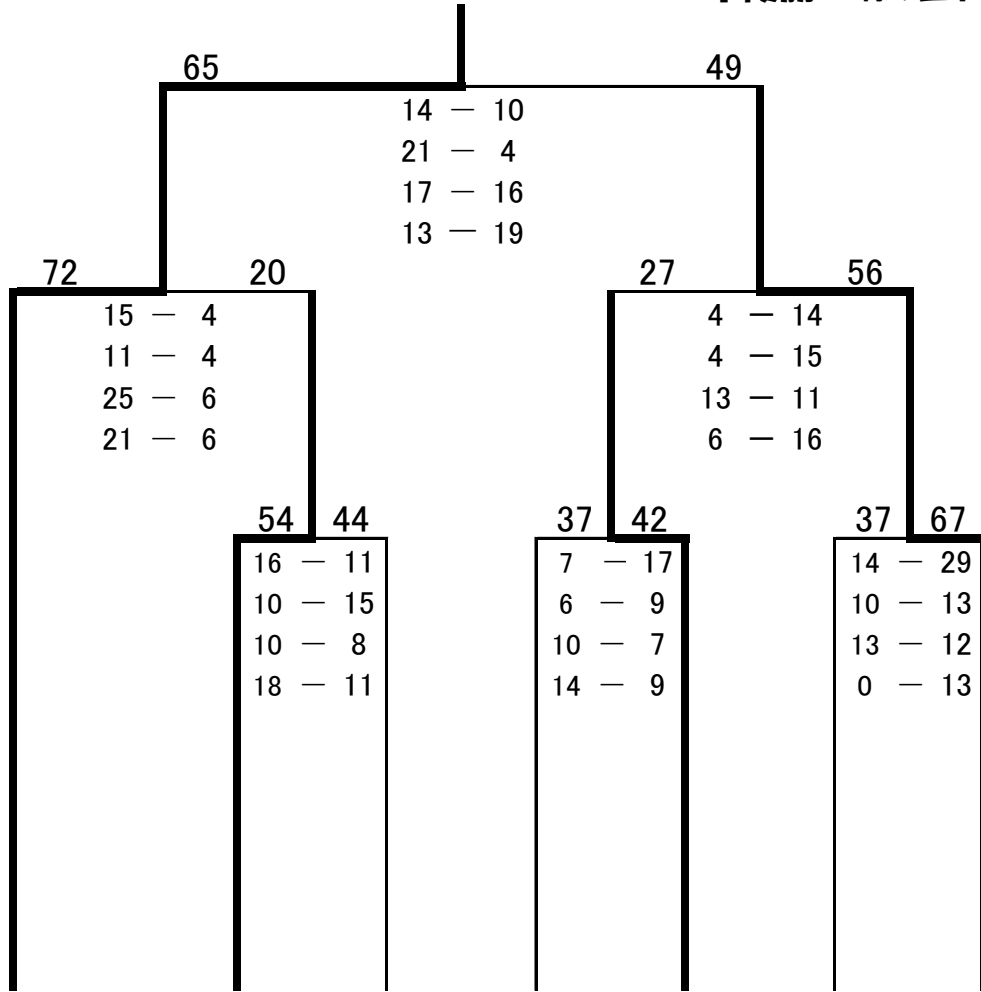 65 49
14 － 10
21 － 4
17 － 16
13 － 19
72 20 27 56
15 － 4 4 － 14
11 － 4 4 － 15
25 － 6 13 － 11
21 － 6 6 － 16
54 44 37 42 37 67
16 － 11 7 － 17 14 － 29
10 － 15 6 － 9 10 － 13
10 － 8 10 － 7 13 － 12
18 － 11 14 － 9 0 － 13